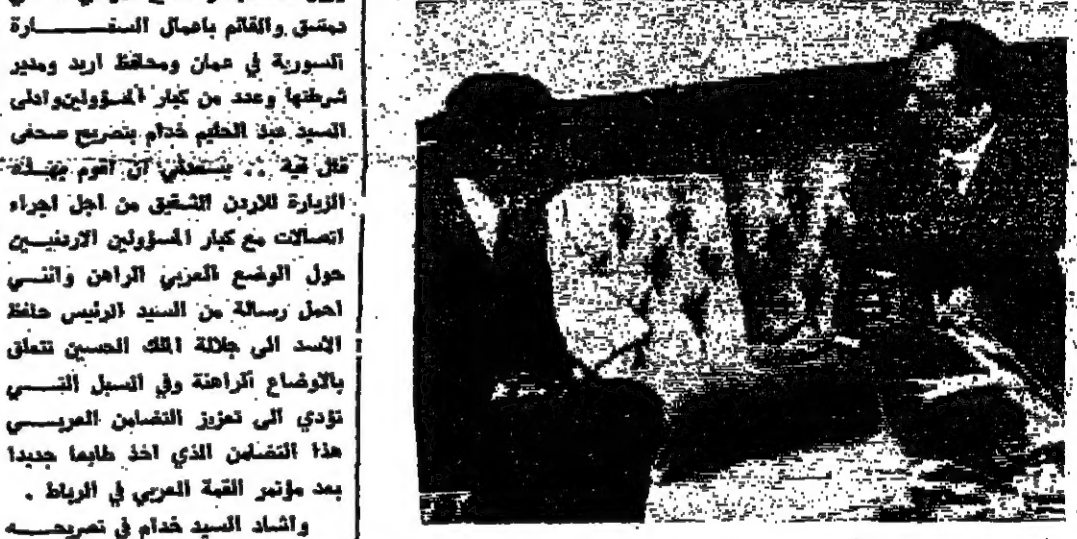 دمشق والقائم باعمال السفارة
السورية في عمان ومحافظ اربد ومدير
شرطتها وعدد من كبار المسؤولين وادلى
السيد عبد الحليم خدام بتصريح صحفي
قال فيه .. يسعدني أن أقوم بهذه
الزيارة للاردن الشقيق من اجل اجراء
اتصالات مع كبار المسؤولين الاردنيين
حول الوضع العربي الراهن وانني
احمل رسالة من السيد الرئيس حافظ
الاسد الى جلالة الملك الحسين تتعلق
بالاوضاع الراهنة وفي السبل التي
تؤدي الى تعزيز التضامن العربي
هذا التضامن الذي اخذ طابعا جديدا
بعد مؤتمر القمة العربي في الرباط .
واشاد السيد خدام في تصريحه